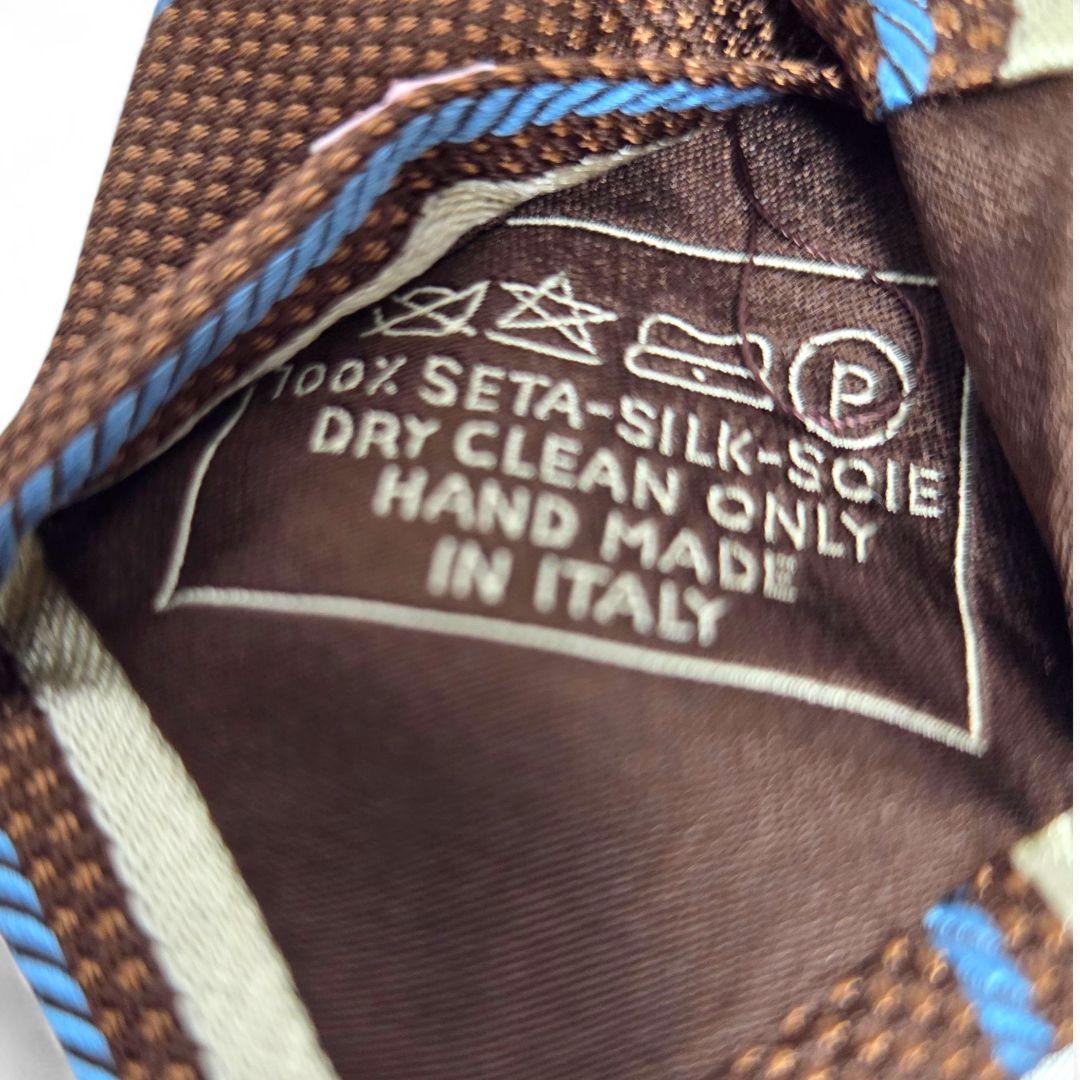 P
100% SETA-SILK-SOIE
DRY CLEAN ONLY
HAND MADE
IN ITALY